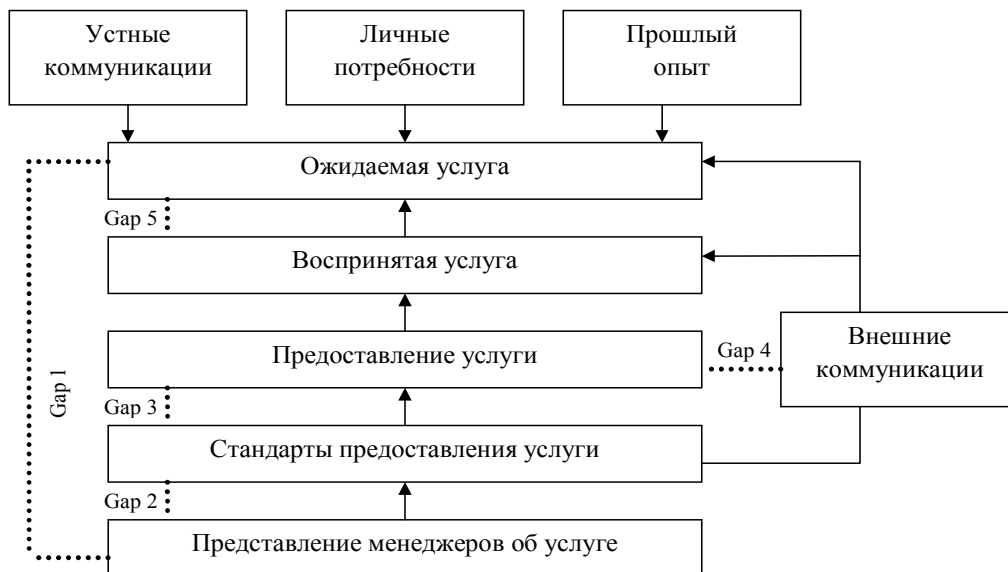 Устные
коммуникации
Личные
потребности
Прошлый
опыт
Ожидаемая услуга
Gap 5
Воспринятая услуга
Предоставление услуги
Gap 4
Внешние
коммуникации
Gap 1
Gap 3
Стандарты предоставления услуги
Gap 2
Представление менеджеров об услуге